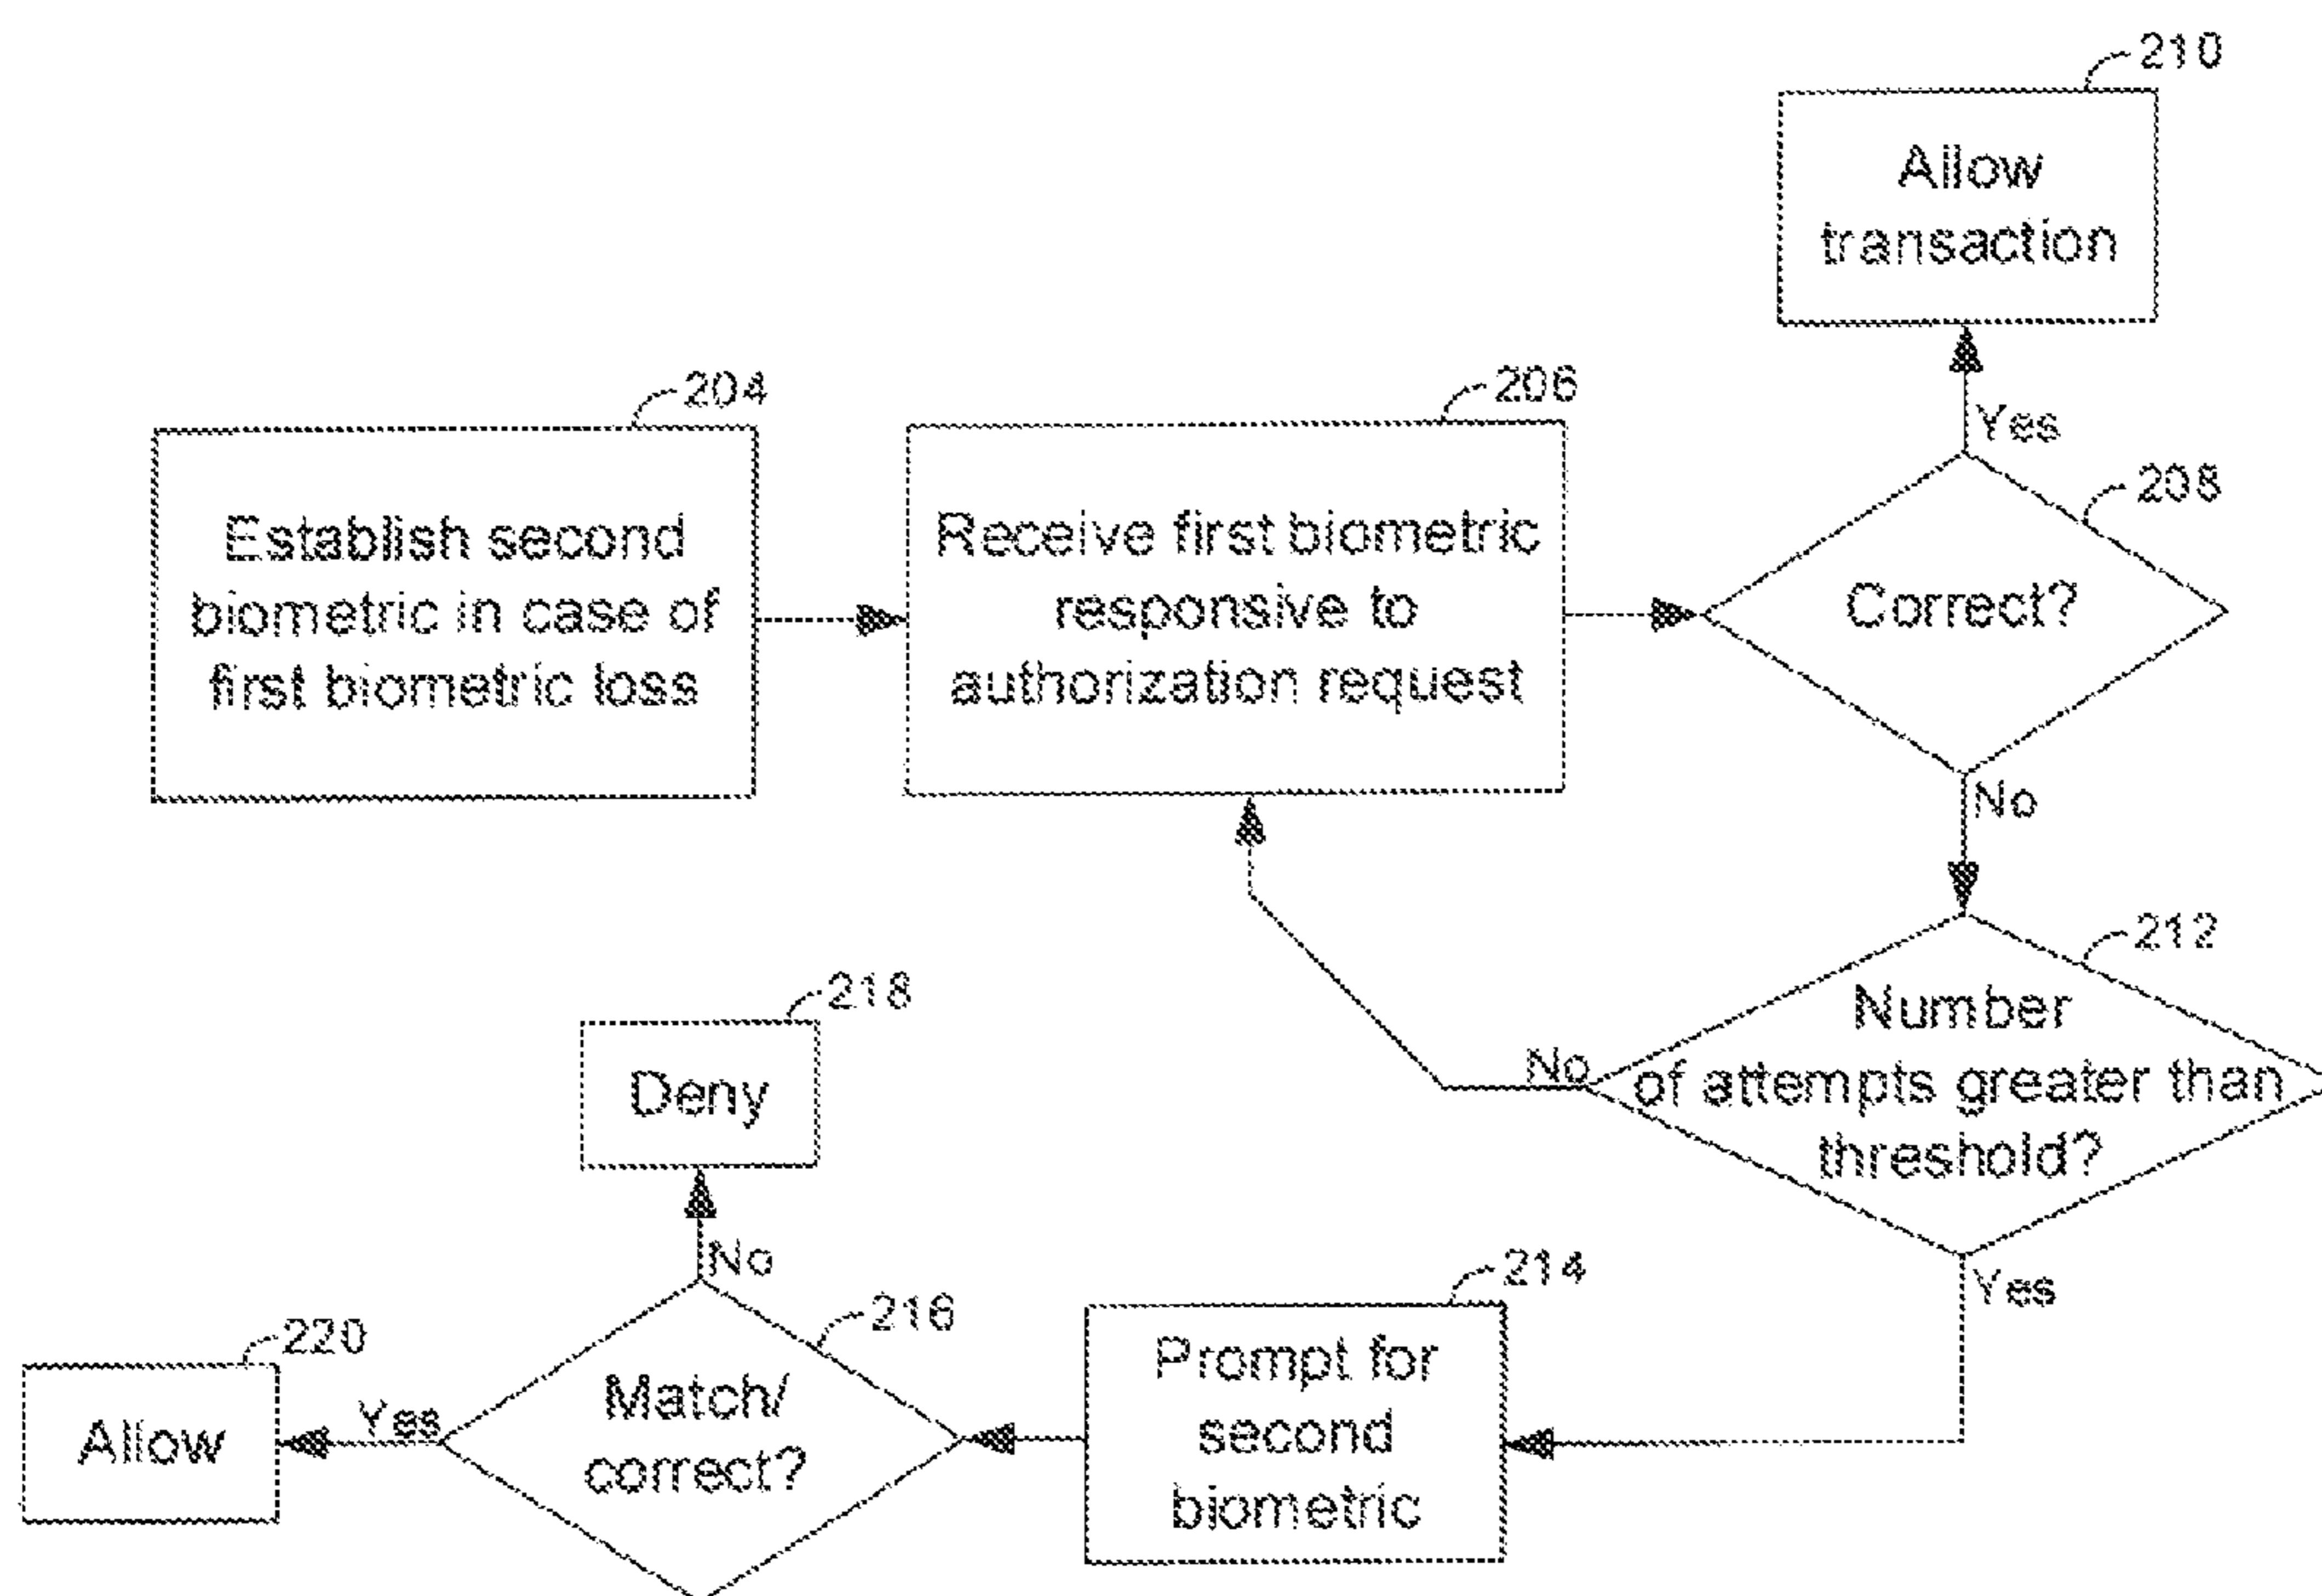 210
Allow
transaction
204
206
Yes
208
Establish second
biometric in case of
first biometric loss
Receive first biometric
responsive to
authorization request
Correct?
No
212
Number
of attempts greater than
threshold?
No
218
Deny
No
Yes
214
Prompt for
second
biometric
216
Match/
correct?
Yes
220
Allow